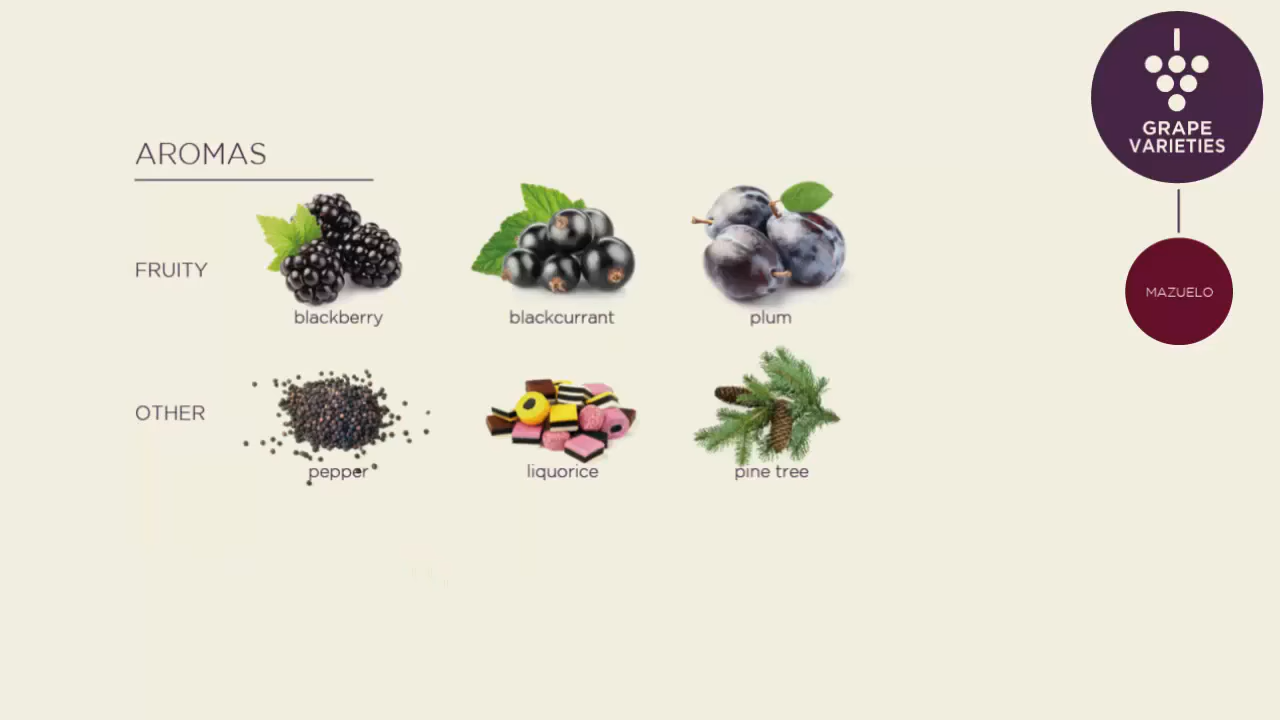 GRAPE
VARIETIES
AROMAS
FRUITY
blackberry
blackcurrant
plum
MAZUELO
OTHER
pepper
liquorice
pine tree